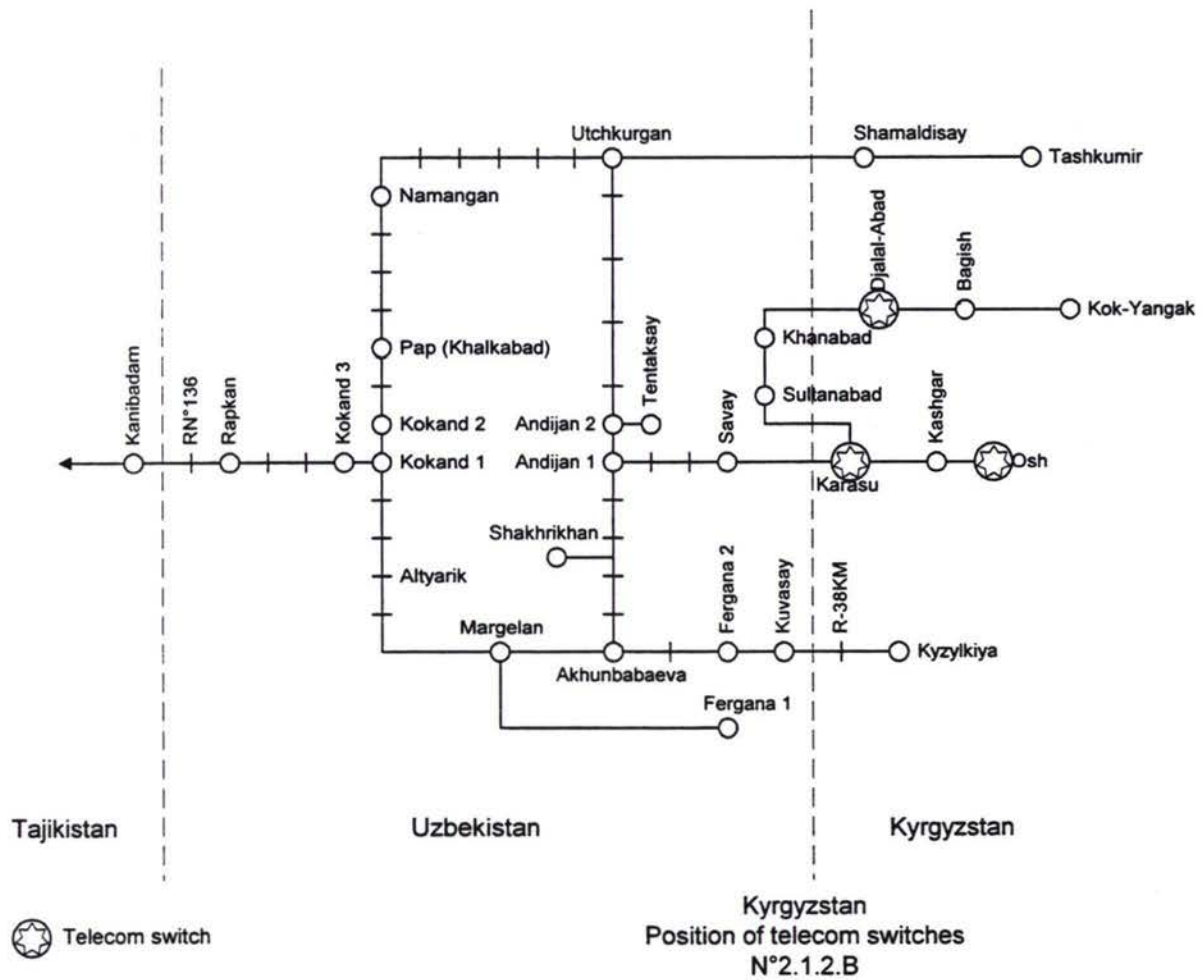 Utchkurgan
Shamaldisay
Tashkumir
Namangan
Djalal-Abad
Bagish
Kok-Yangak
Khanabad
Pap (Khalkabad)
Tentaksay
Kanibadam
RN°136
Rapkan
Kokand 3
Kokand 2
Andijan 2
Savay
Sultanabad
Kashgar
Kokand 1
Andijan 1
Karasu
Osh
Shakhrikhan
Altyarik
Fergana 2
Kuvasay
R-38KM
Margelan
Akhunbabaeva
Kyzylkiya
Fergana 1
Tajikistan
Uzbekistan
Kyrgyzstan
Telecom switch
Kyrgyzstan
Position of telecom switches
N°2.1.2.B